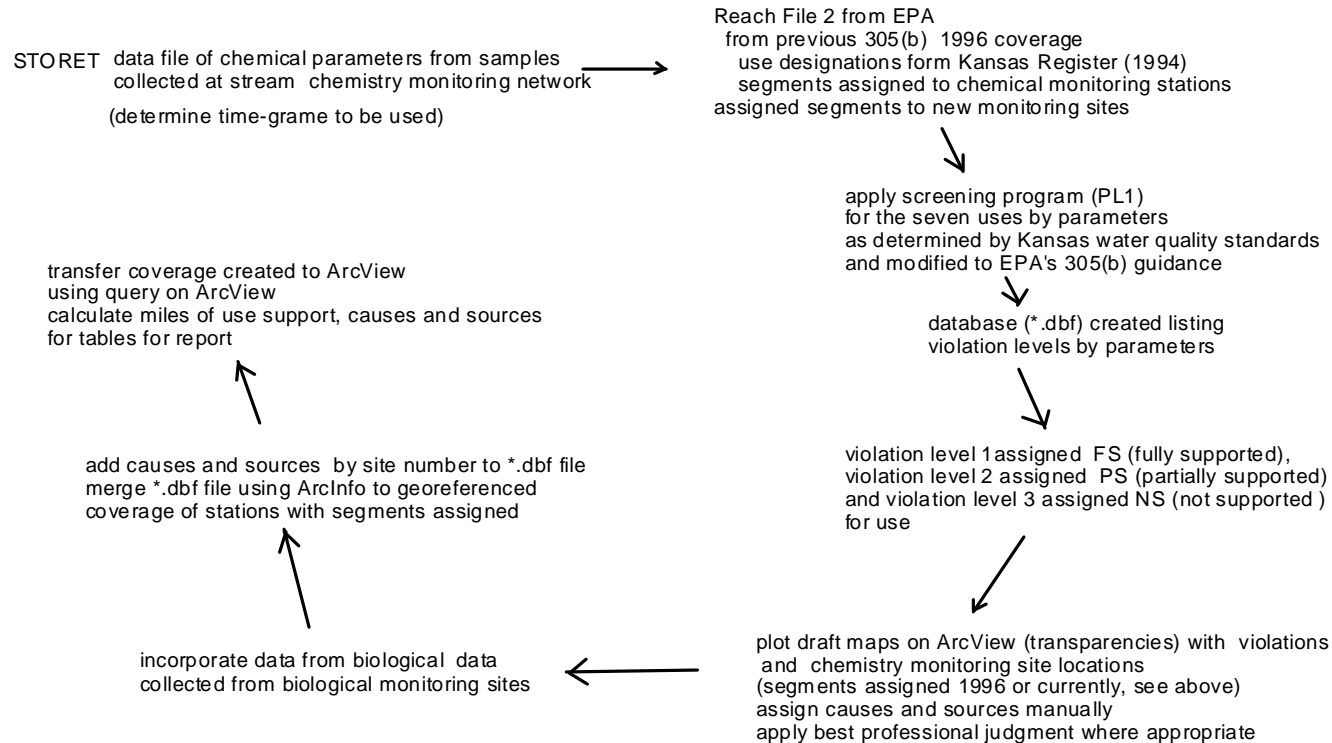 STORET data file of chemical parameters from samples
collected at stream chemistry monitoring network
(determine time-grame to be used)
Reach File 2 from EPA
from previous 305(b) 1996 coverage
use designations form Kansas Register (1994)
segments assigned to chemical monitoring stations
assigned segments to new monitoring sites
apply screening program (PL1)
for the seven uses by parameters
as determined by Kansas water quality standards
and modified to EPA's 305(b) guidance
database (*.dbf) created listing
violation levels by parameters
violation level 1assigned FS (fully supported),
violation level 2 assigned PS (partially supported)
and violation level 3 assigned NS (not supported )
for use
plot draft maps on ArcView (transparencies) with violations
and chemistry monitoring site locations
(segments assigned 1996 or currently, see above)
assign causes and sources manually
apply best professional judgment where appropriate
incorporate data from biological data
collected from biological monitoring sites
add causes and sources by site number to *.dbf file
merge *.dbf file using ArcInfo to georeferenced
coverage of stations with segments assigned
transfer coverage created to ArcView
using query on ArcView
calculate miles of use support, causes and sources
for tables for report